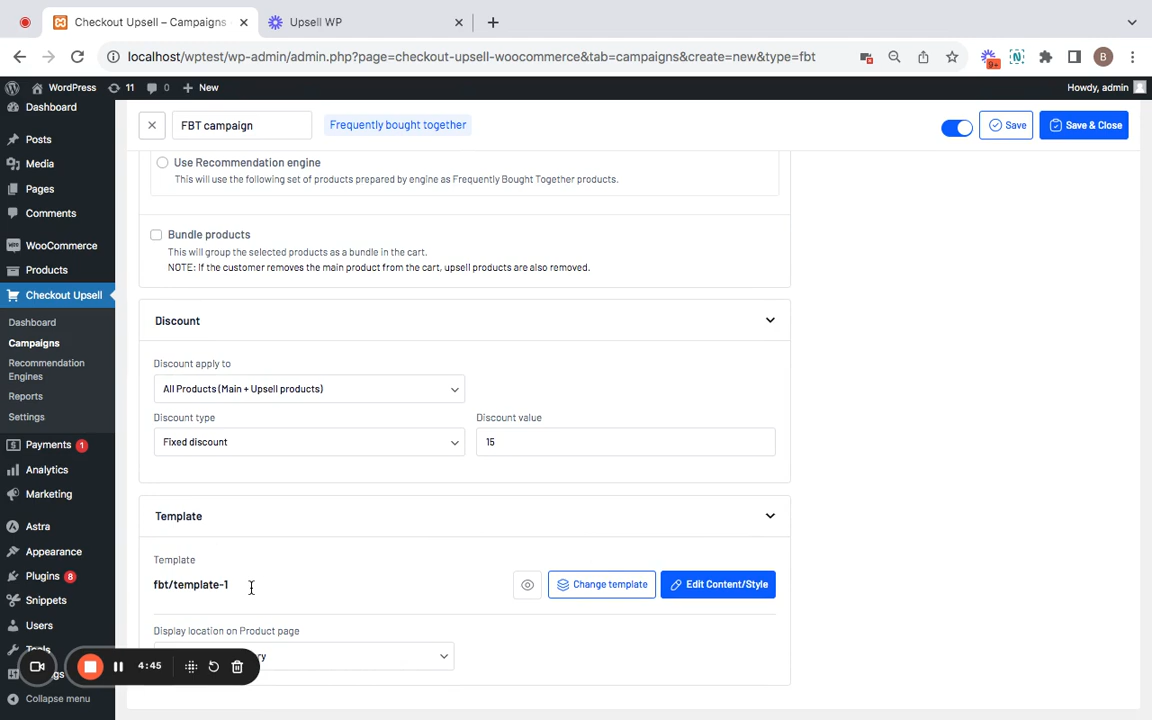 Checkout Upsell – Campaigns
Upsell WP
localhost/wptest/wp-admin/admin.php?page=checkout-upsell-woocommerce&tab=campaigns&create=new&type=fbt
9+
B
WordPress
11
0
New
Howdy, admin
Dashboard
Posts
Media
Pages
Comments
WooCommerce
Products
Checkout Upsell
Dashboard
Campaigns
Recommendation
Engines
Reports
Settings
Payments 1
Analytics
Marketing
Astra
Appearance
Plugins 8
Snippets
Users
Tools
Collapse menu
FBT campaign
Frequently bought together
Save
Save & Close
Use Recommendation engine
This will use the following set of products prepared by engine as Frequently Bought Together products.
Bundle products
This will group the selected products as a bundle in the cart.
NOTE: If the customer removes the main product from the cart, upsell products are also removed.
Discount
Discount apply to
All Products (Main + Upsell products)
Discount type
Discount value
Fixed discount
15
Template
Template
fbt/template-1
Change template
Edit Content/Style
Display location on Product page
4:45